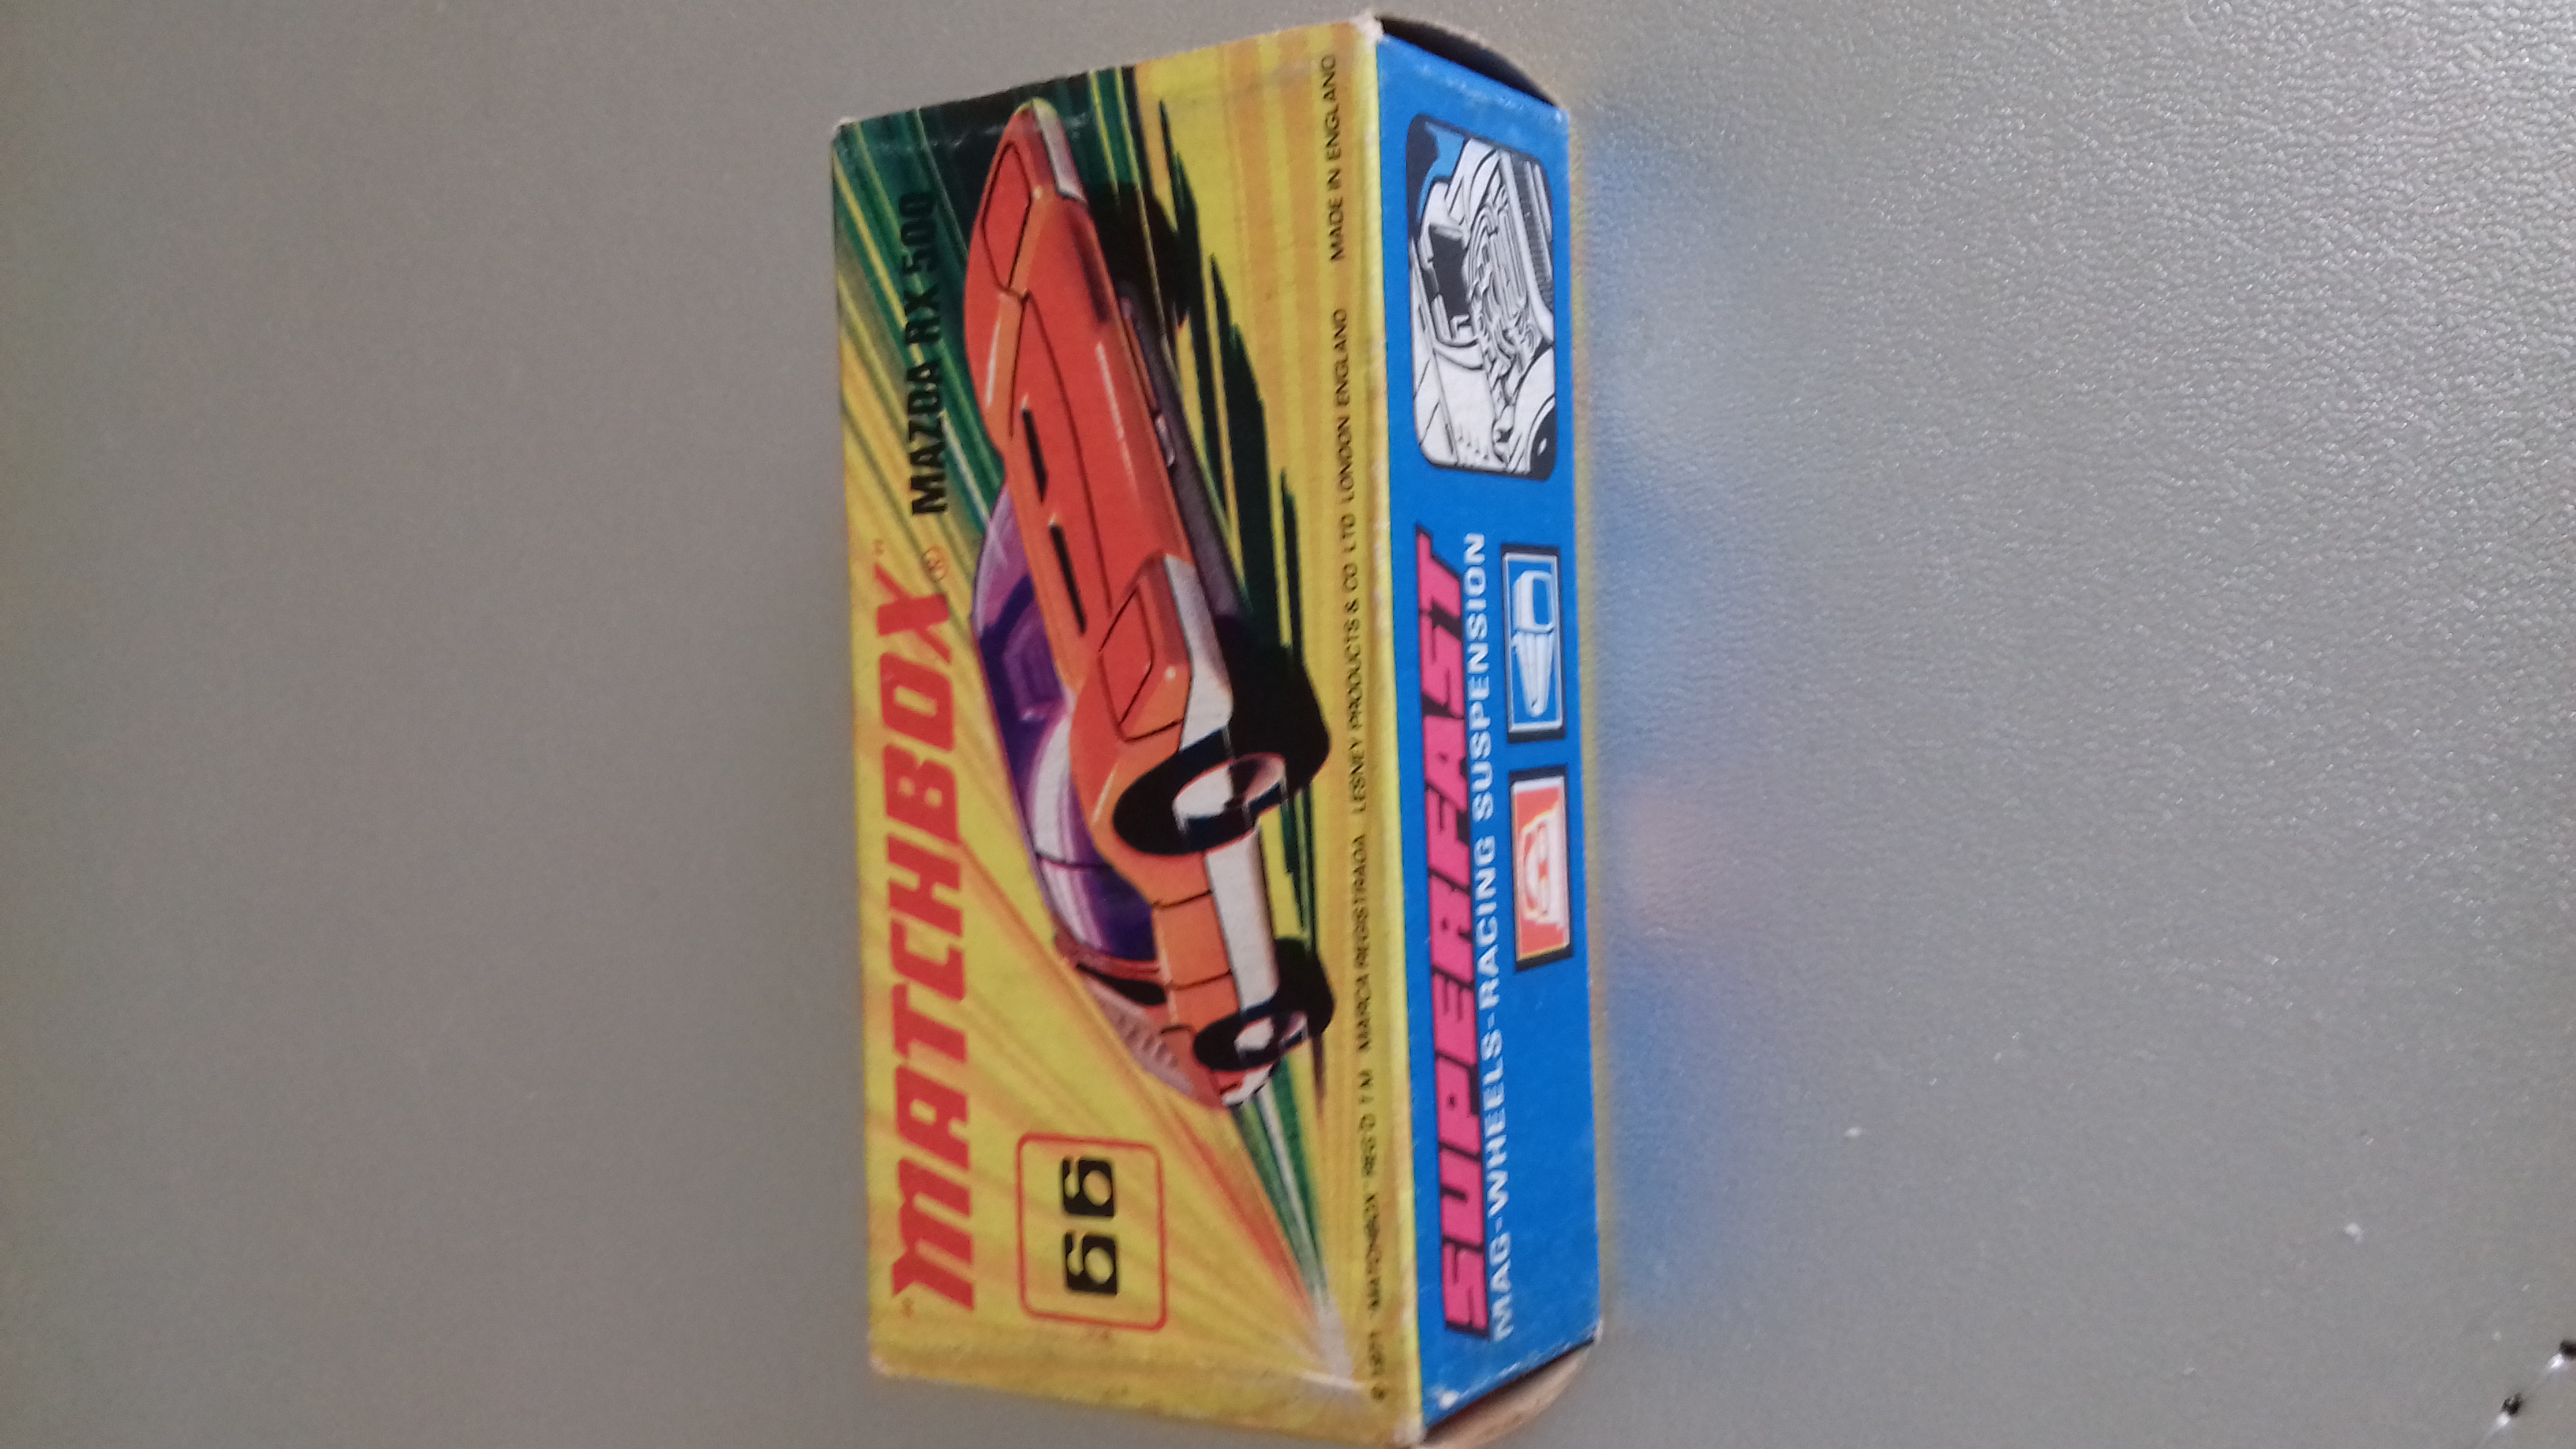 "MATCHBOX" ®
MAZDA RX 500
66
© 1971 "MATCHBOX" REG'D T M MARCA REGISTRADA LESNEY PRODUCTS & CO LTD LONDON ENGLAND MADE IN ENGLAND
SUPERFAST
MAG-WHEELS-RACING SUSPENSION